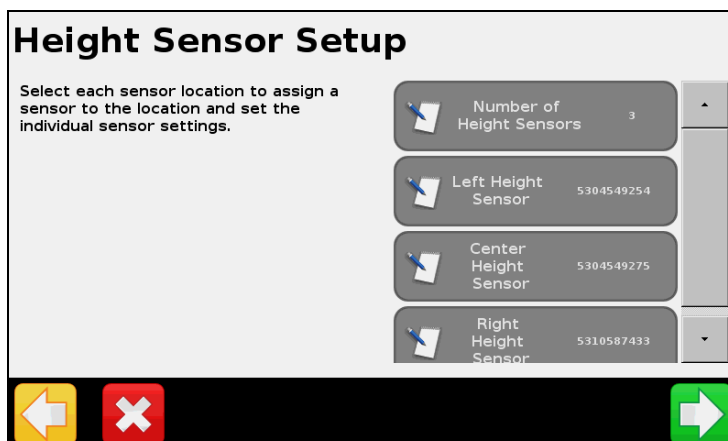 Height Sensor Setup
Select each sensor location to assign a
sensor to the location and set the
individual sensor settings.
Number of
Height Sensors
3
Left Height
Sensor
5304549254
Center
Height
Sensor
5304549275
Right
Height
Sensor
5310587433